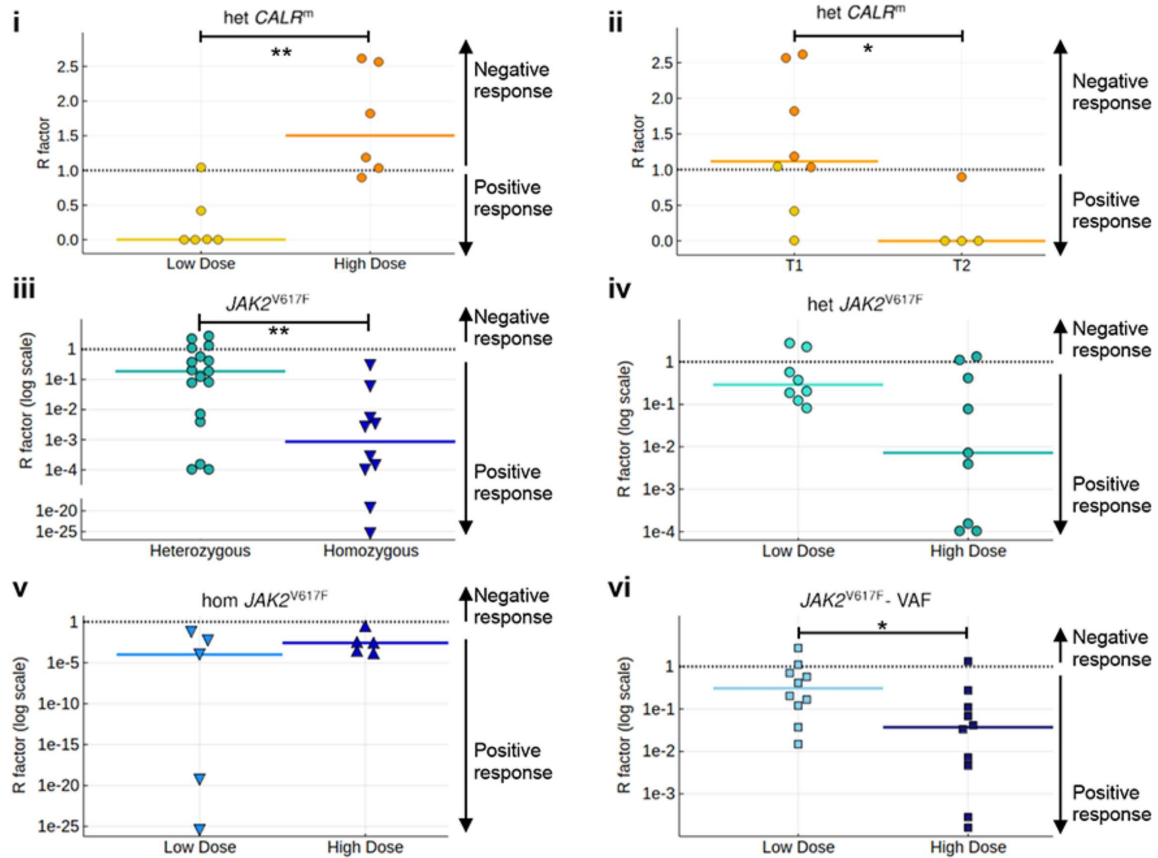 i
het CALRᵐ
**
R factor
2.5
2.0
1.5
1.0
0.5
0.0
Low Dose
High Dose
Negative
response
Positive
response
ii
het CALRᵐ
*
R factor
2.5
2.0
1.5
1.0
0.5
0.0
T1
T2
Negative
response
Positive
response
iii
JAK2ⱽ⁶¹⁷ᶠ
**
R factor (log scale)
1
1e-1
1e-2
1e-3
1e-4
1e-20
1e-25
Heterozygous
Homozygous
Negative
response
Positive
response
iv
het JAK2ⱽ⁶¹⁷ᶠ
R factor (log scale)
1
1e-1
1e-2
1e-3
1e-4
Low Dose
High Dose
Negative
response
Positive
response
v
hom JAK2ⱽ⁶¹⁷ᶠ
R factor (log scale)
1
1e-5
1e-10
1e-15
1e-20
1e-25
Low Dose
High Dose
Negative
response
Positive
response
vi
JAK2ⱽ⁶¹⁷ᶠ- VAF
*
R factor (log scale)
1
1e-1
1e-2
1e-3
Low Dose
High Dose
Negative
response
Positive
response